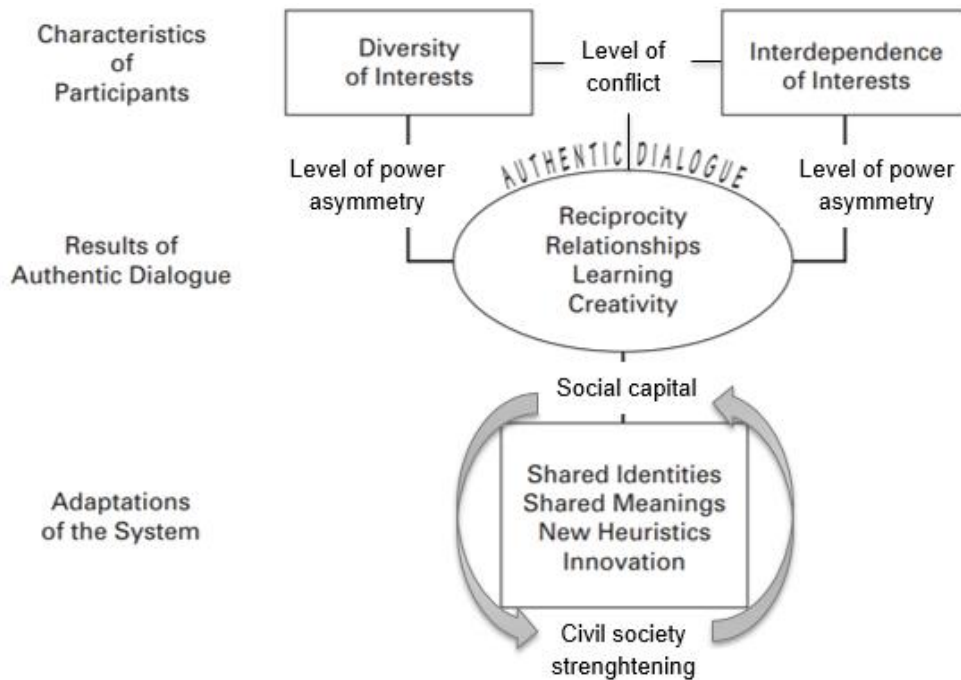 Characteristics
of
Participants
Diversity
of Interests
Level of
conflict
Interdependence
of Interests
Level of power
asymmetry
AUTHENTIC DIALOGUE
Level of power
asymmetry
Results of
Authentic Dialogue
Reciprocity
Relationships
Learning
Creativity
Social capital
Adaptations
of the System
Shared Identities
Shared Meanings
New Heuristics
Innovation
Civil society
strenghtening